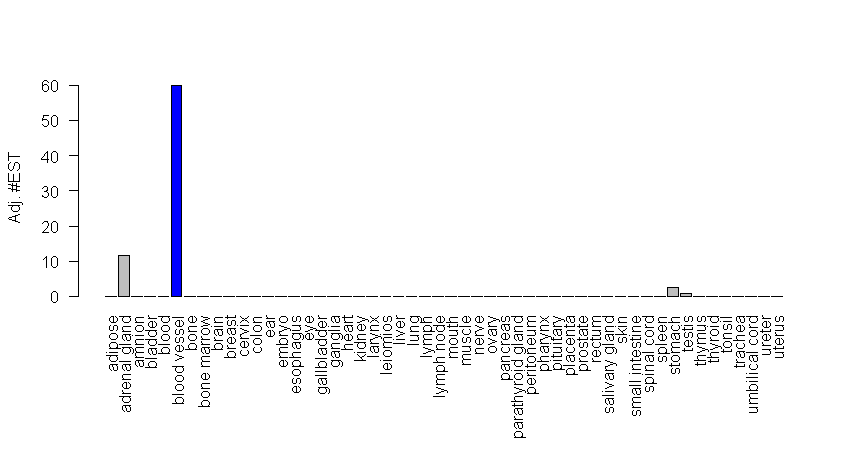 Adj. #EST
60
50
40
30
20
10
0
adipose
adrenal gland
amnion
bladder
blood
blood vessel
bone
bone marrow
brain
breast
cervix
colon
ear
embryo
esophagus
eye
gallbladder
ganglia
heart
kidney
larynx
leiomios
liver
lung
lymph
lymph node
mouth
muscle
nerve
ovary
pancreas
parathyroid gland
peritoneum
pharynx
pituitary
placenta
prostate
rectum
salivary gland
skin
small intestine
spinal cord
spleen
stomach
testis
thymus
thyroid
tonsil
trachea
umbilical cord
ureter
uterus